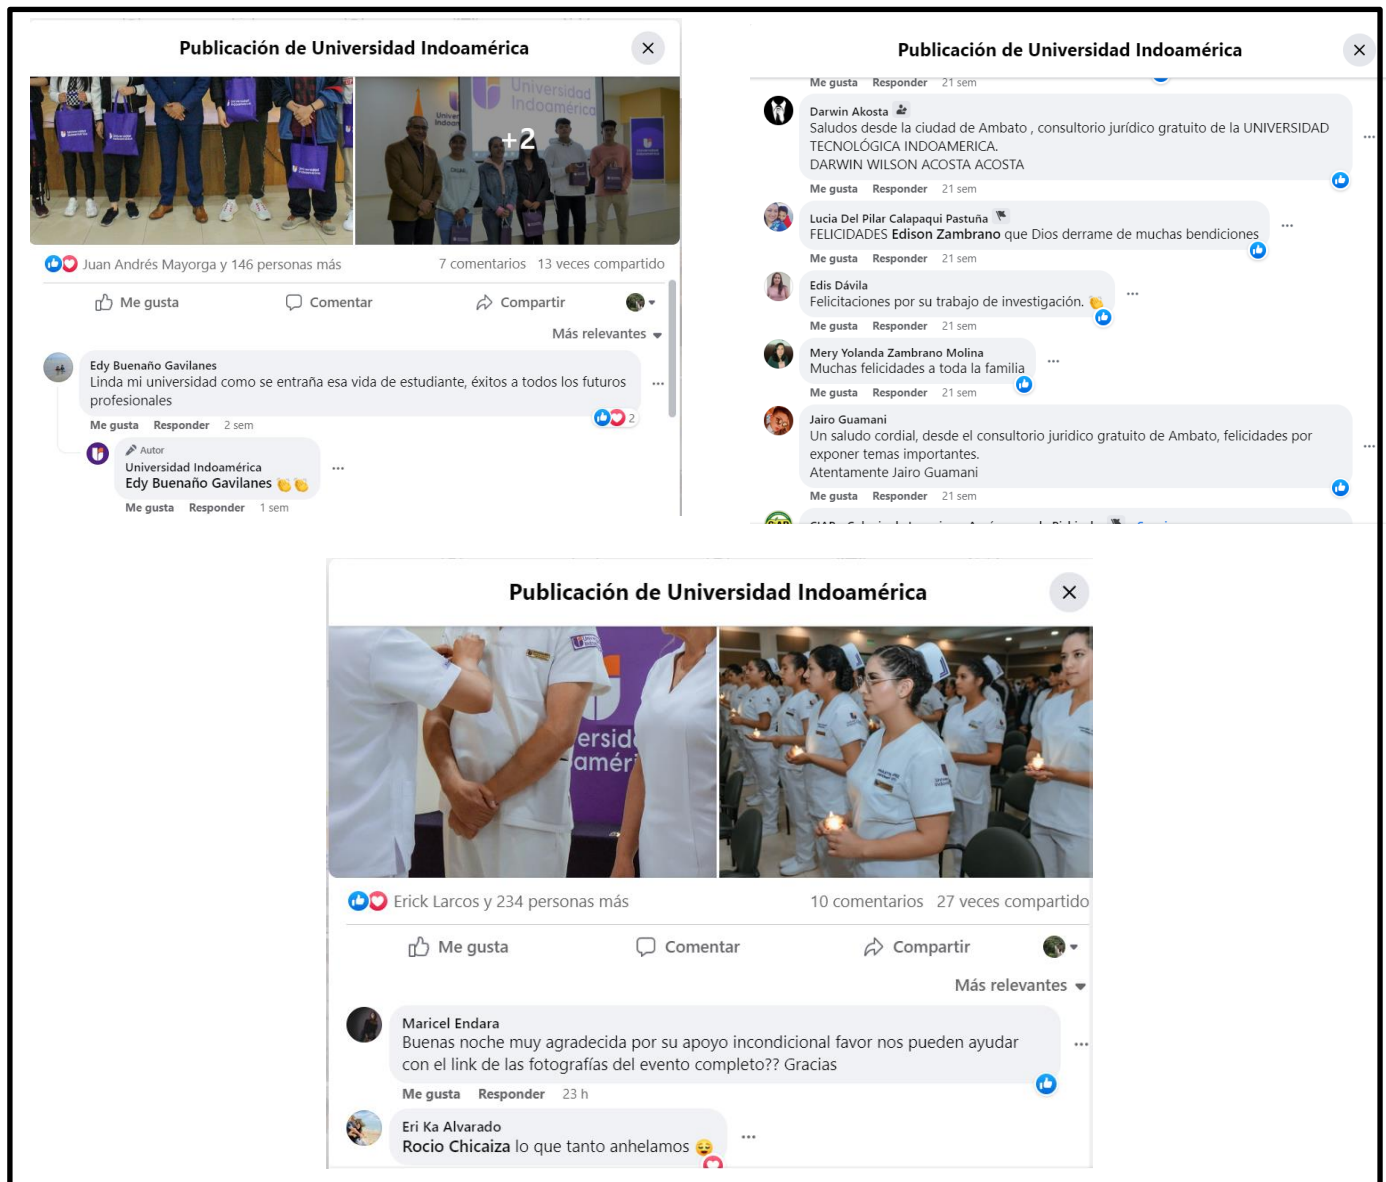 Publicación de Universidad Indoamérica
Universidad
Indoamérica
+2
Juan Andrés Mayorga y 146 personas más
7 comentarios 13 veces compartido
Me gusta Comentar Compartir
Más relevantes
Edy Buenaño Gavilanes
Linda mi universidad como se entraña esa vida de estudiante, éxitos a todos los futuros
profesionales
2
Me gusta Responder 2 sem
Autor
Universidad Indoamérica
Edy Buenaño Gavilanes 👏👏
Me gusta Responder 1 sem
Publicación de Universidad Indoamérica
Me gusta Responder 21 sem
Darwin Akosta
Saludos desde la ciudad de Ambato , consultorio jurídico gratuito de la UNIVERSIDAD
TECNOLÓGICA INDOAMERICA.
DARWIN WILSON ACOSTA ACOSTA
Me gusta Responder 21 sem
Lucia Del Pilar Calapaqui Pastuña
FELICIDADES Edison Zambrano que Dios derrame de muchas bendiciones
Me gusta Responder 21 sem
Edis Dávila
Felicitaciones por su trabajo de investigación. 👏
Me gusta Responder 21 sem
Mery Yolanda Zambrano Molina
Muchas felicidades a toda la familia
Me gusta Responder 21 sem
Jairo Guamani
Un saludo cordial, desde el consultorio juridico gratuito de Ambato, felicidades por
exponer temas importantes.
Atentamente Jairo Guamani
Me gusta Responder 21 sem
Publicación de Universidad Indoamérica
ersid
améri
Erick Larcos y 234 personas más
10 comentarios 27 veces compartido
Me gusta Comentar Compartir
Más relevantes
Maricel Endara
Buenas noche muy agradecida por su apoyo incondicional favor nos pueden ayudar
con el link de las fotografías del evento completo?? Gracias
Me gusta Responder 23 h
Eri Ka Alvarado
Rocio Chicaiza lo que tanto anhelamos 😌